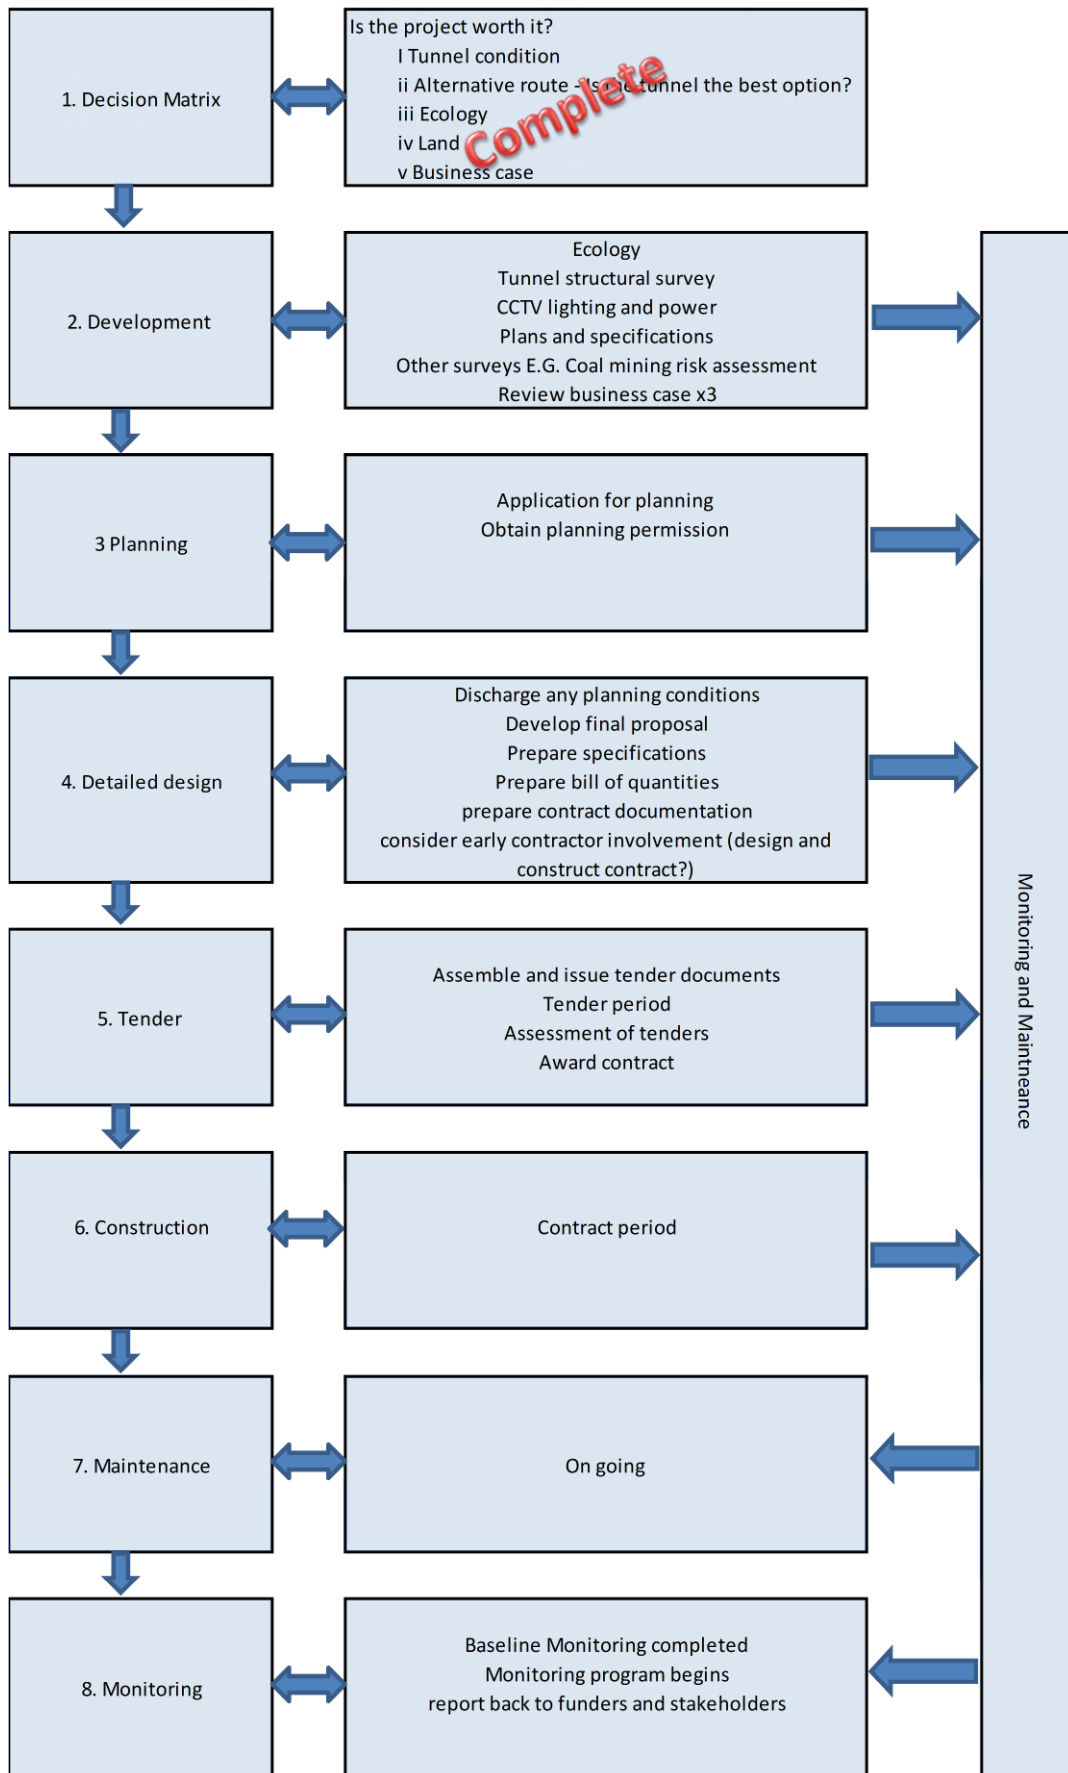 1. Decision Matrix
Is the project worth it?
I Tunnel condition
ii Alternative route - Is the tunnel the best option?
iii Ecology
iv Land
v Business case
Complete
2. Development
Ecology
Tunnel structural survey
CCTV lighting and power
Plans and specifications
Other surveys E.G. Coal mining risk assessment
Review business case x3
3 Planning
Application for planning
Obtain planning permission
4. Detailed design
Discharge any planning conditions
Develop final proposal
Prepare specifications
Prepare bill of quantities
prepare contract documentation
consider early contractor involvement (design and
construct contract?)
5. Tender
Assemble and issue tender documents
Tender period
Assessment of tenders
Award contract
6. Construction
Contract period
7. Maintenance
On going
8. Monitoring
Baseline Monitoring completed
Monitoring program begins
report back to funders and stakeholders
Monitoring and Maintneance